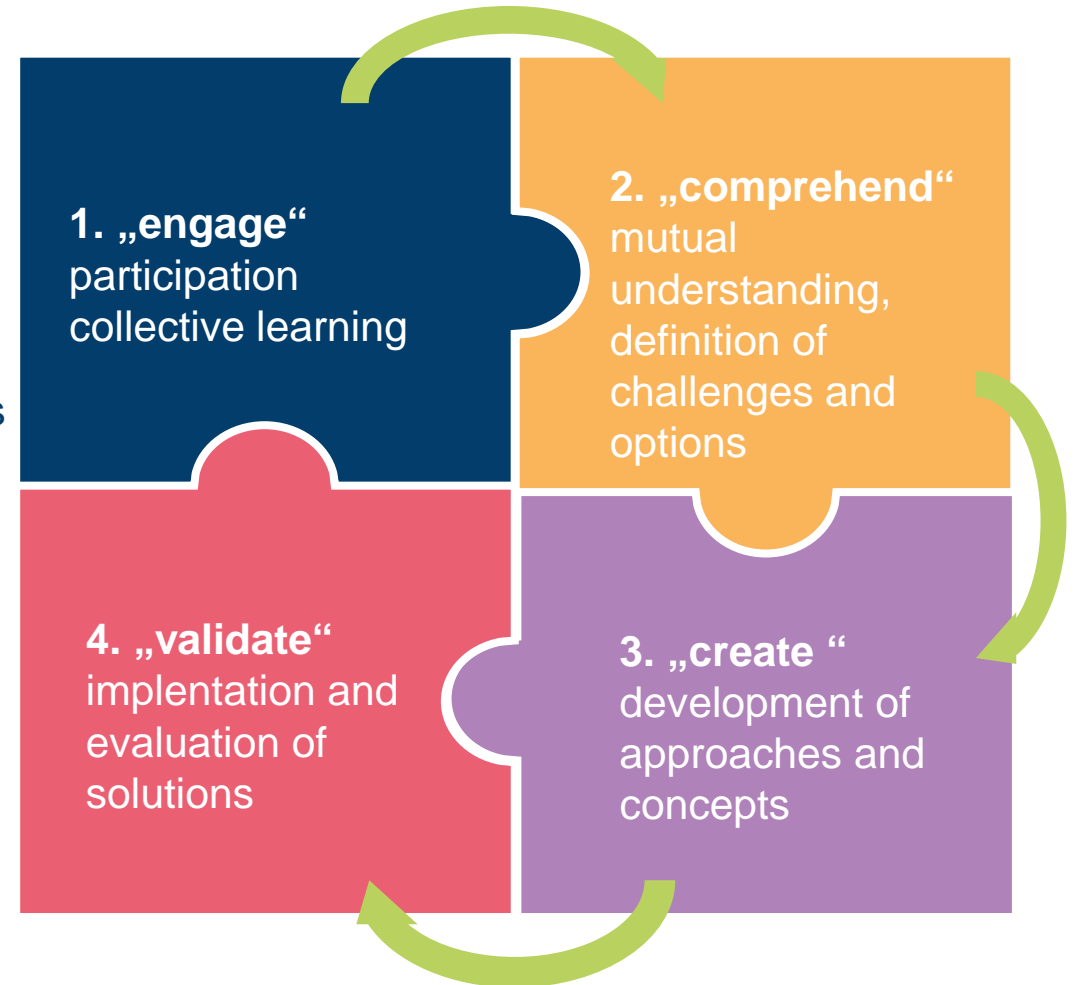 1. „engage“
participation
collective learning
2. „comprehend“
mutual
understanding,
definition of
challenges and
options
s
3. „create “
development of
approaches and
concepts
4. „validate“
implentation and
evaluation of
solutions